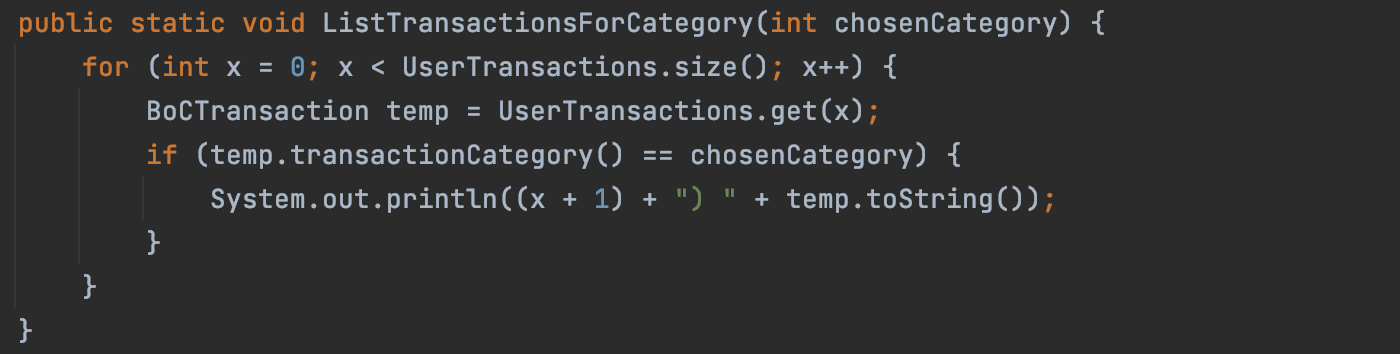 public static void ListTransactionsForCategory(int chosenCategory) {
    for (int x = 0; x < UserTransactions.size(); x++) {
        BoCTransaction temp = UserTransactions.get(x);
        if (temp.transactionCategory() == chosenCategory) {
            System.out.println((x + 1) + ") " + temp.toString());
        }
    }
}